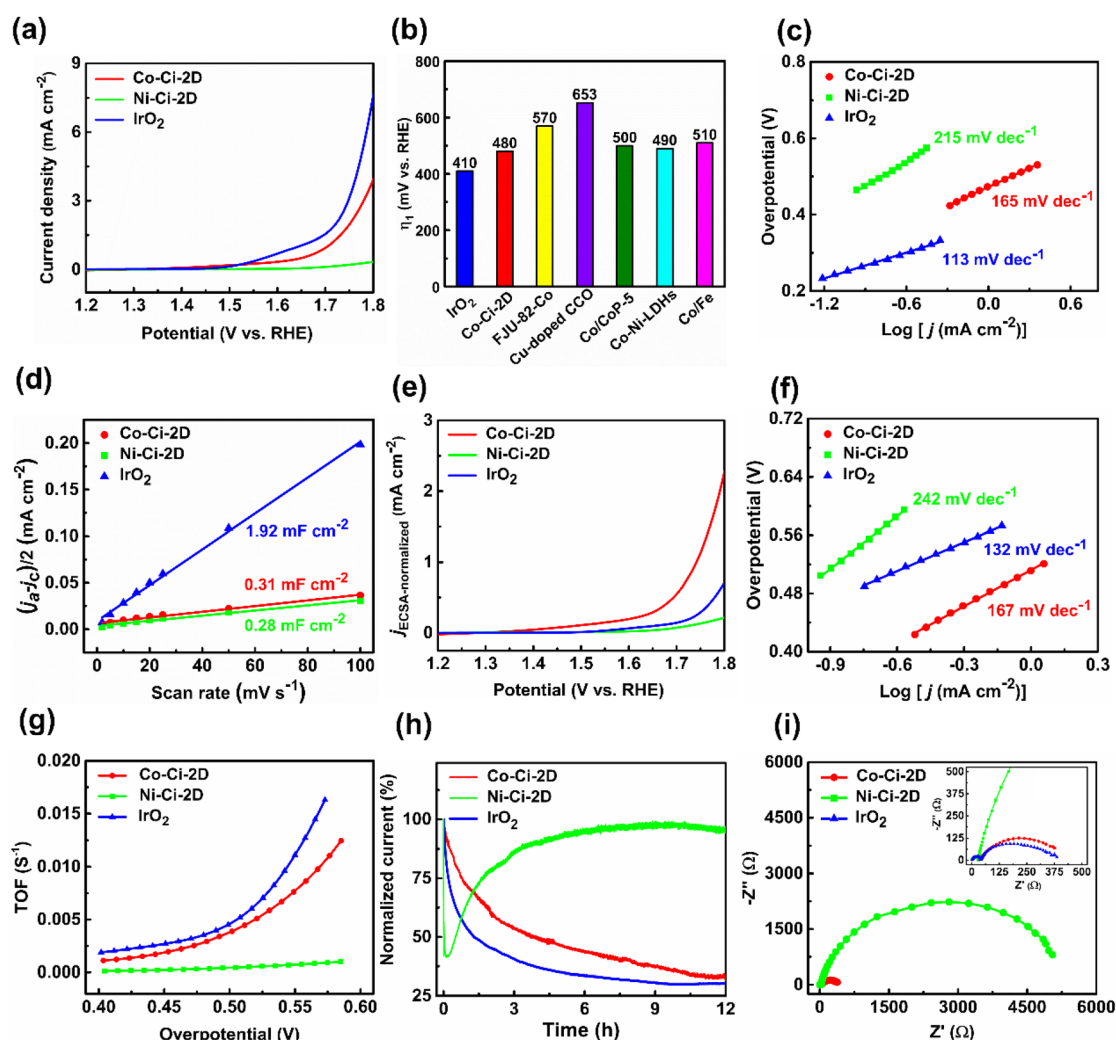 (a)
Co-Ci-2D
Ni-Ci-2D
IrO2
Current density (mA cm-2)
9
6
3
0
1.2 1.3 1.4 1.5 1.6 1.7 1.8
Potential (V vs. RHE)
(b)
η1 (mV vs. RHE)
800
600
400
200
0
410 480 570 653 500 490 510
IrO2 Co-Ci-2D FJU-82-Co Cu-doped CCO Co/CoP-5 Co-Ni-LDHs Co/Fe
(c)
Co-Ci-2D
Ni-Ci-2D
IrO2
Overpotential (V)
0.8
0.6
0.4
0.2
215 mV dec-1
165 mV dec-1
113 mV dec-1
-1.2 -0.6 0.0 0.6
Log [ j (mA cm-2)]
(d)
Co-Ci-2D
Ni-Ci-2D
IrO2
(ja-jc)/2 (mA cm-2)
0.20
0.15
0.10
0.05
0.00
1.92 mF cm-2
0.31 mF cm-2
0.28 mF cm-2
0 20 40 60 80 100
Scan rate (mV s-1)
(e)
Co-Ci-2D
Ni-Ci-2D
IrO2
jECSA-normalized (mA cm-2)
3
2
1
0
1.2 1.3 1.4 1.5 1.6 1.7 1.8
Potential (V vs. RHE)
(f)
Co-Ci-2D
Ni-Ci-2D
IrO2
Overpotential (V)
0.72
0.64
0.56
0.48
0.40
242 mV dec-1
132 mV dec-1
167 mV dec-1
-0.9 -0.6 -0.3 0.0 0.3
Log [ j (mA cm-2)]
(g)
Co-Ci-2D
Ni-Ci-2D
IrO2
TOF (S-1)
0.020
0.015
0.010
0.005
0.000
0.40 0.45 0.50 0.55 0.60
Overpotential (V)
(h)
Co-Ci-2D
Ni-Ci-2D
IrO2
Normalized current (%)
100
75
50
25
0 3 6 9 12
Time (h)
(i)
Co-Ci-2D
Ni-Ci-2D
IrO2
-Z'' (Ω)
6000
4500
3000
1500
0
0 1500 3000 4500 6000
Z' (Ω)
-Z'' (Ω)
500
375
250
125
0
0 125 250 375 500
Z' (Ω)